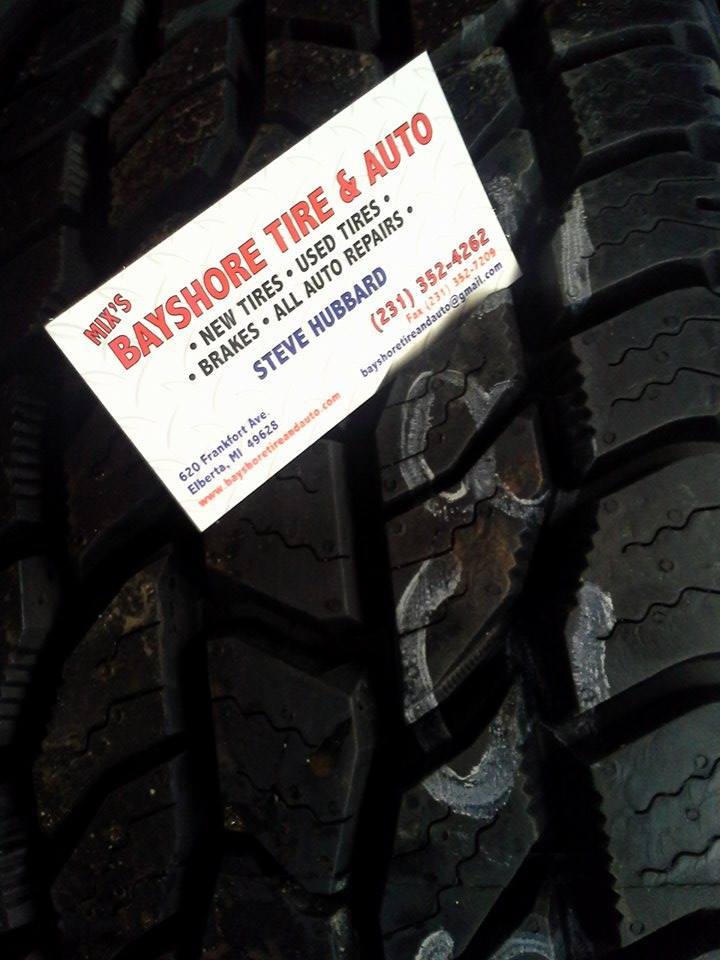 MIX'S
BAYSHORE TIRE & AUTO
• NEW TIRES • USED TIRES •
• BRAKES • ALL AUTO REPAIRS •
STEVE HUBBARD
(231) 352-4262
Fax (231) 352-7209
bayshoretireandauto@gmail.com
620 Frankfort Ave.
Elberta, MI 49628
www.bayshoretireandauto.com